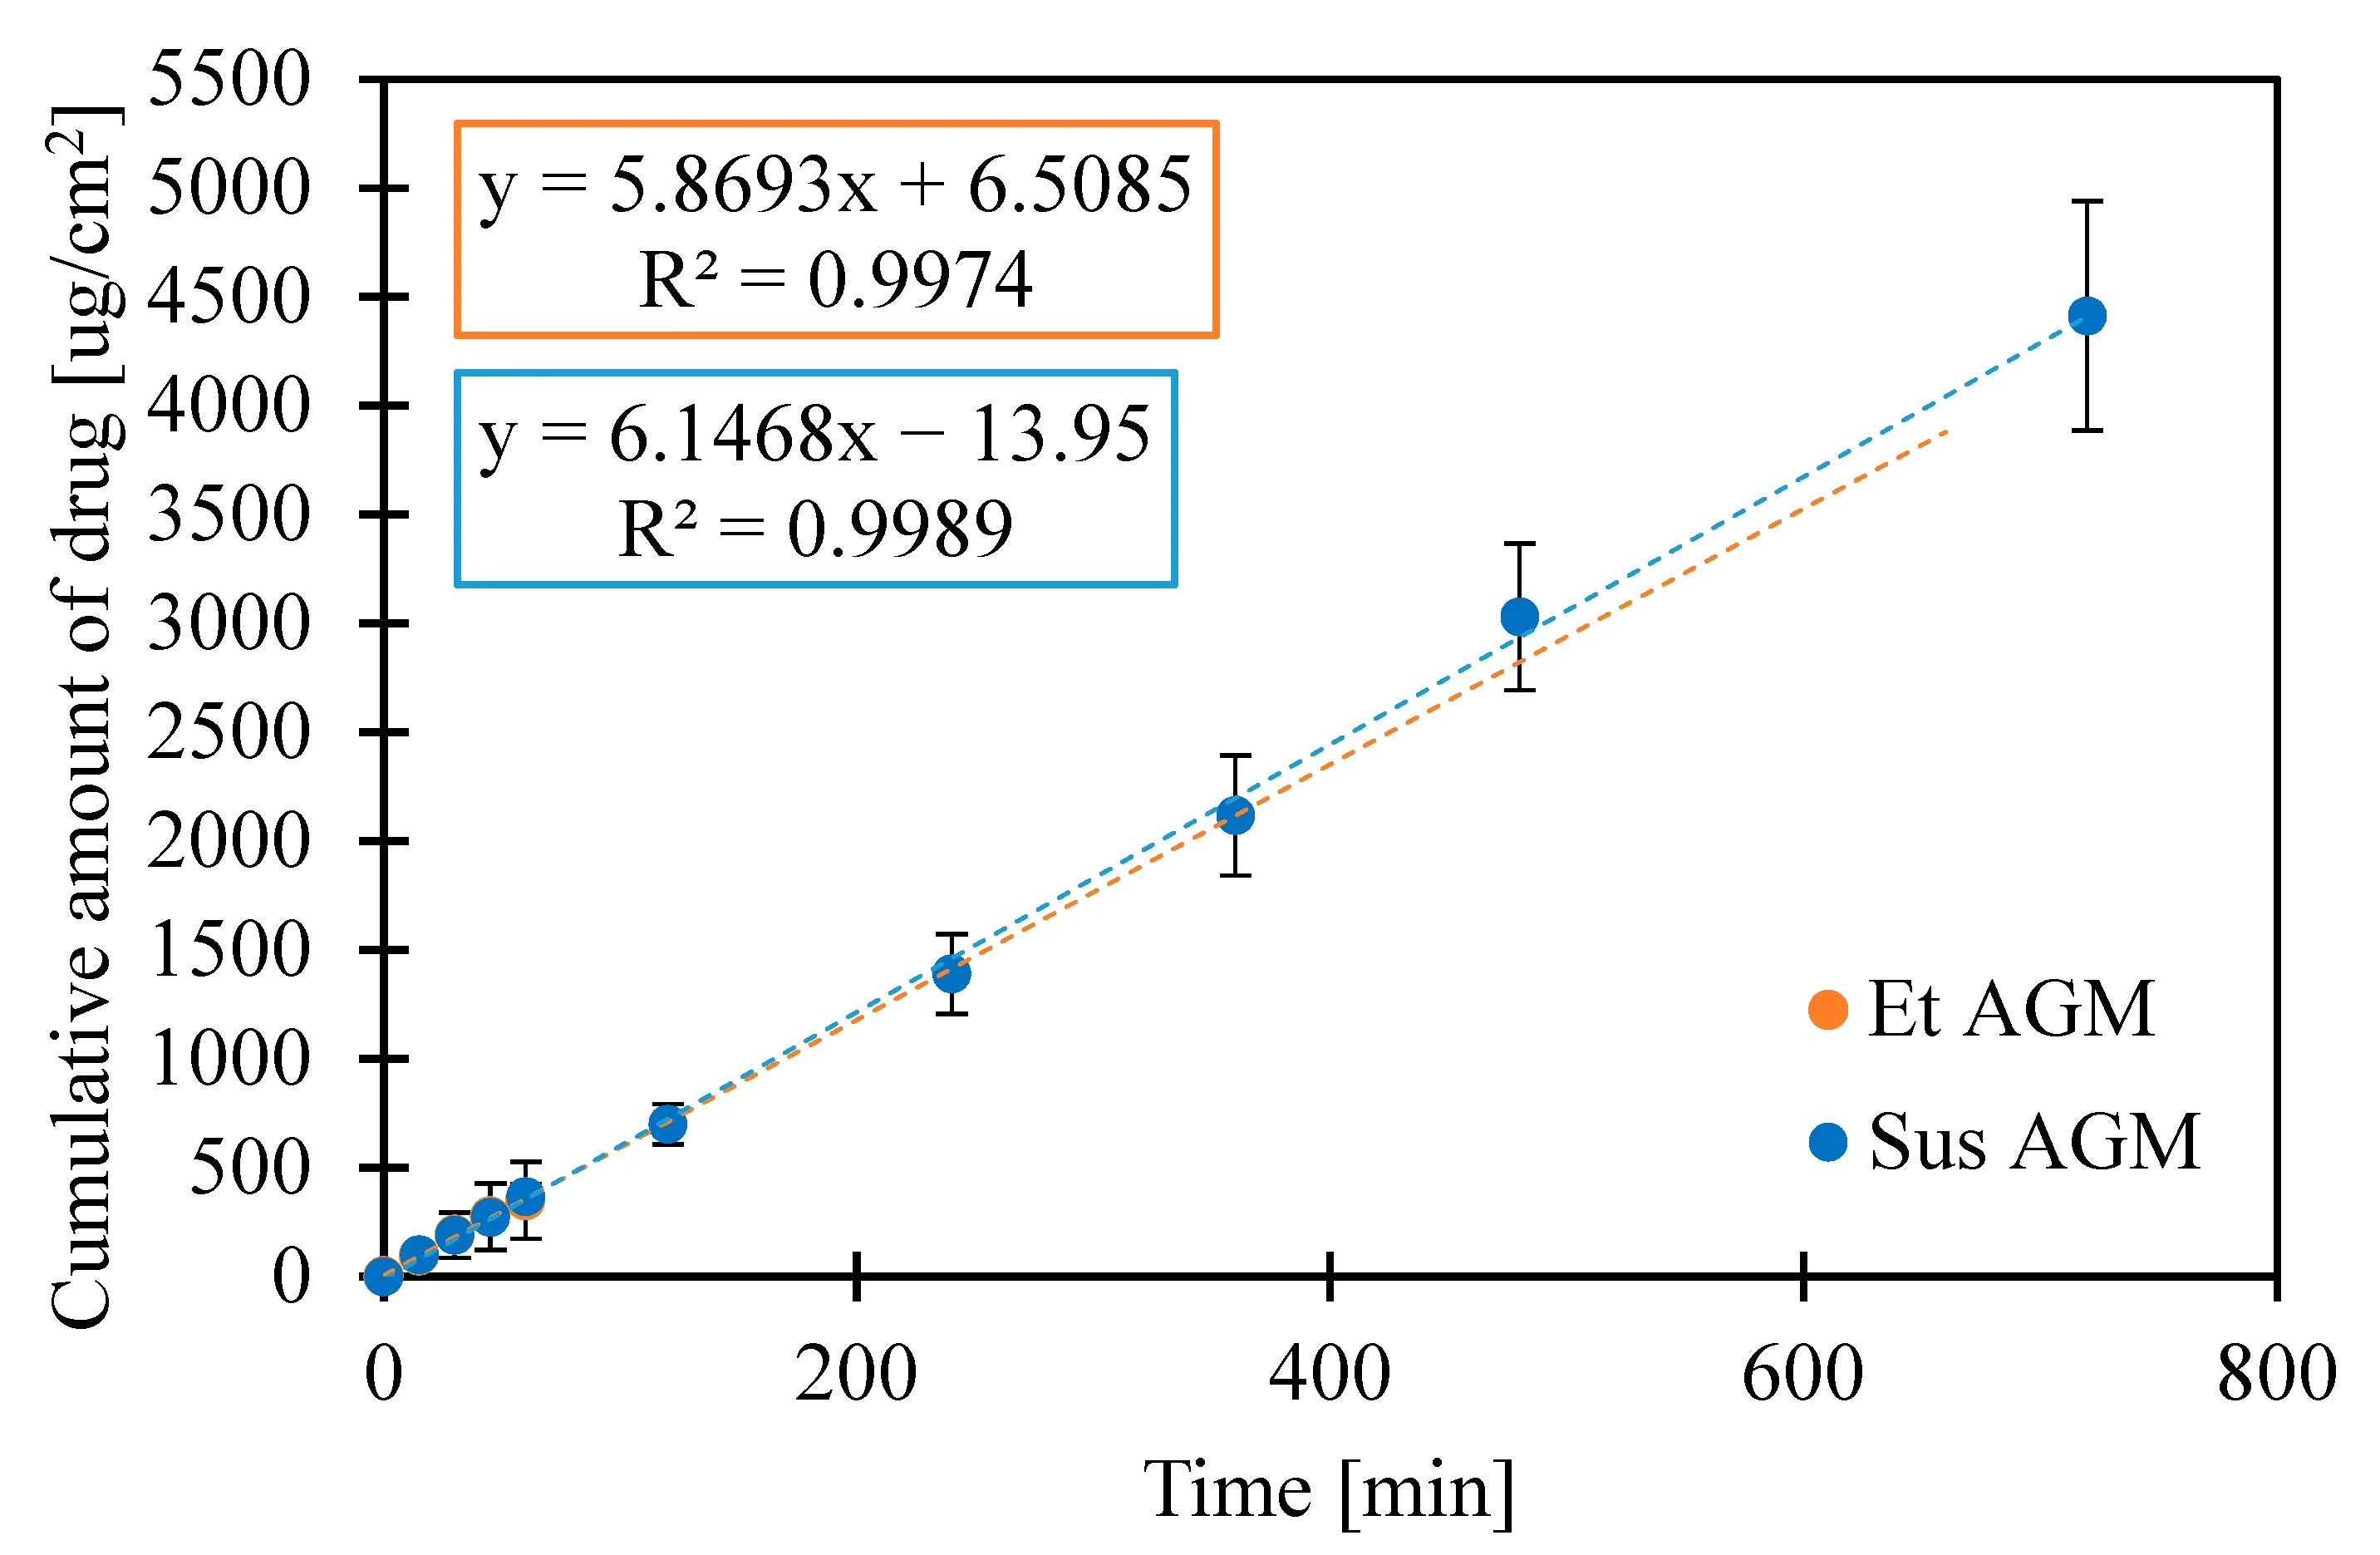 Cumulative amount of drug [ug/cm²]
5500
5000
4500
4000
3500
3000
2500
2000
1500
1000
500
0
y = 5.8693x + 6.5085
R² = 0.9974
y = 6.1468x − 13.95
R² = 0.9989
Et AGM
Sus AGM
0 200 400 600 800
Time [min]